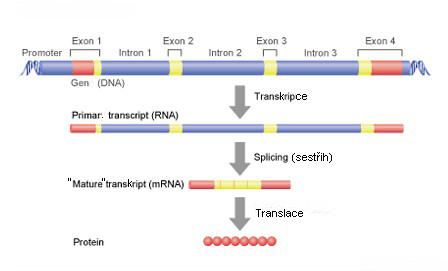 Exon 1 Exon 2 Exon 3 Exon 4
Promoter Intron 1 Intron 2 Intron 3
Gen (DNA)
Transkripce
Primar: transcript (RNA)
Splicing (sestřih)
"Mature"transkript (mRNA)
Translace
Protein